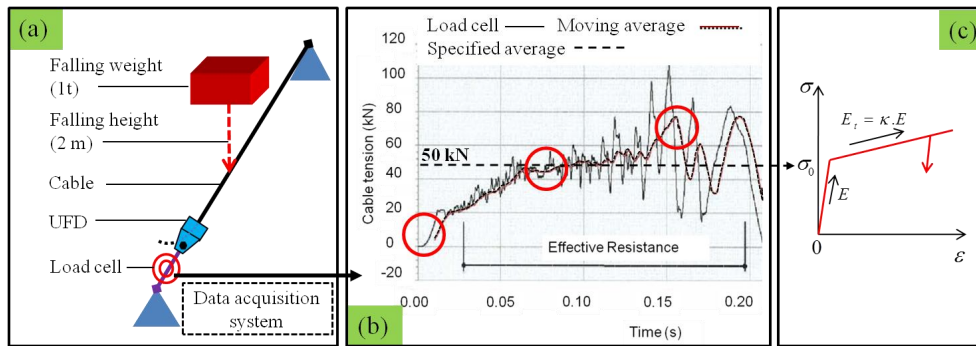 (a)
Falling weight
(1t)
Falling height
(2 m)
Cable
UFD
Load cell
Data acquisition
system
(b)
Load cell
Moving average
Specified average
Cable tension (kN)
120
100
80
60
40
20
0
-20
50 kN
Effective Resistance
0.00
0.05
0.10
0.15
0.20
Time (s)
(c)
σ
E_t = κ.E
σ_0
E
0
ε